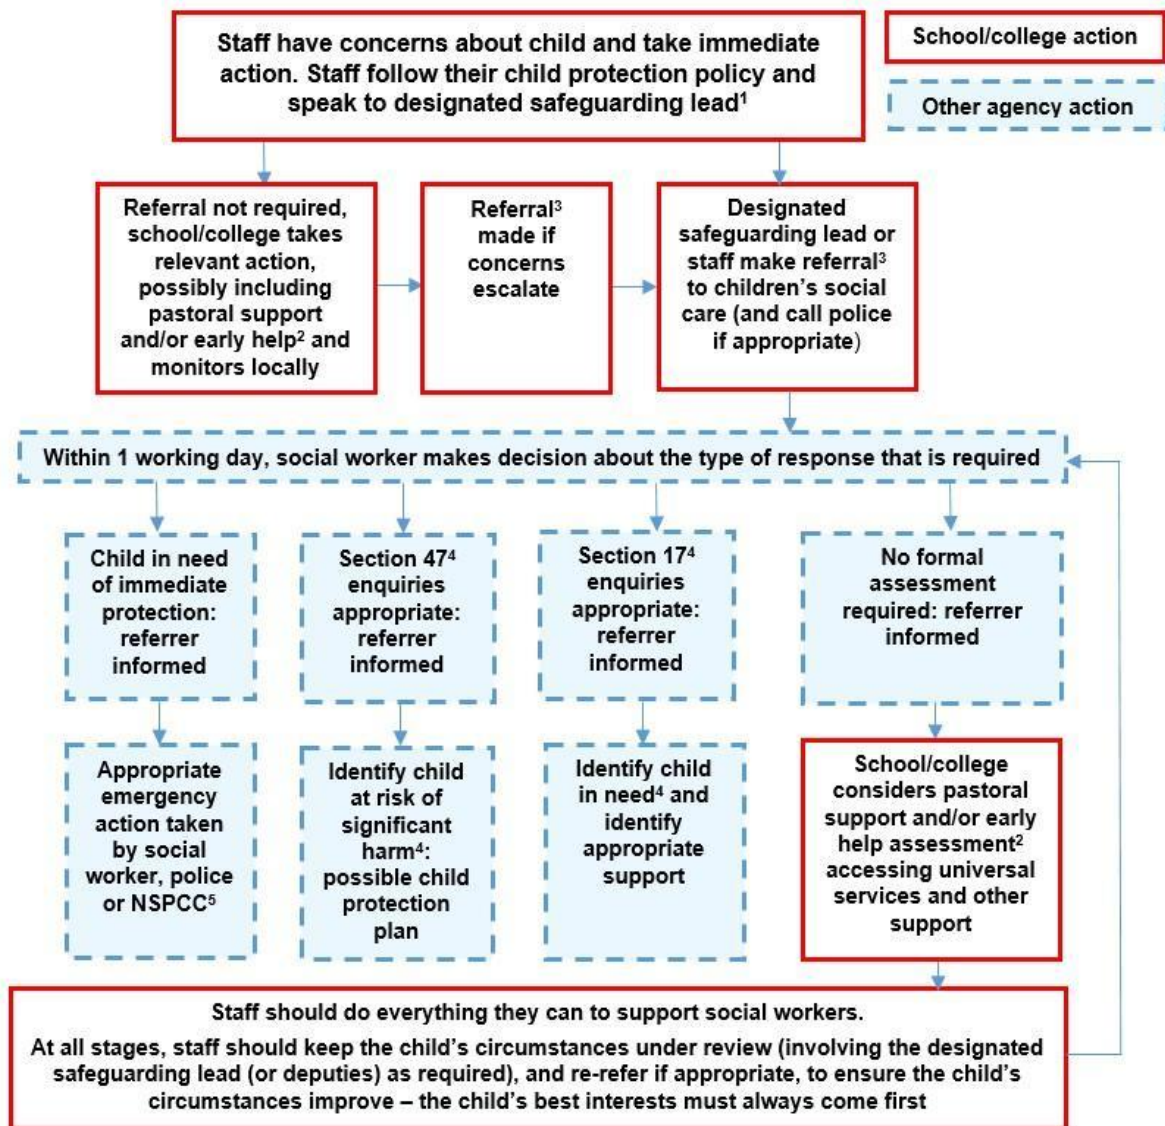 Staff have concerns about child and take immediate
action. Staff follow their child protection policy and
speak to designated safeguarding lead¹
School/college action
Other agency action
Referral not required,
school/college takes
relevant action,
possibly including
pastoral support
and/or early help² and
monitors locally
Referral³
made if
concerns
escalate
Designated
safeguarding lead or
staff make referral³
to children’s social
care (and call police
if appropriate)
Within 1 working day, social worker makes decision about the type of response that is required
Child in need
of immediate
protection:
referrer
informed
Section 47⁴
enquiries
appropriate:
referrer
informed
Section 17⁴
enquiries
appropriate:
referrer
informed
No formal
assessment
required: referrer
informed
Appropriate
emergency
action taken
by social
worker, police
or NSPCC⁵
Identify child
at risk of
significant
harm⁴:
possible child
protection
plan
Identify child
in need⁴ and
identify
appropriate
support
School/college
considers pastoral
support and/or early
help assessment²
accessing universal
services and other
support
Staff should do everything they can to support social workers.
At all stages, staff should keep the child’s circumstances under review (involving the designated
safeguarding lead (or deputies) as required), and re-refer if appropriate, to ensure the child’s
circumstances improve – the child’s best interests must always come first